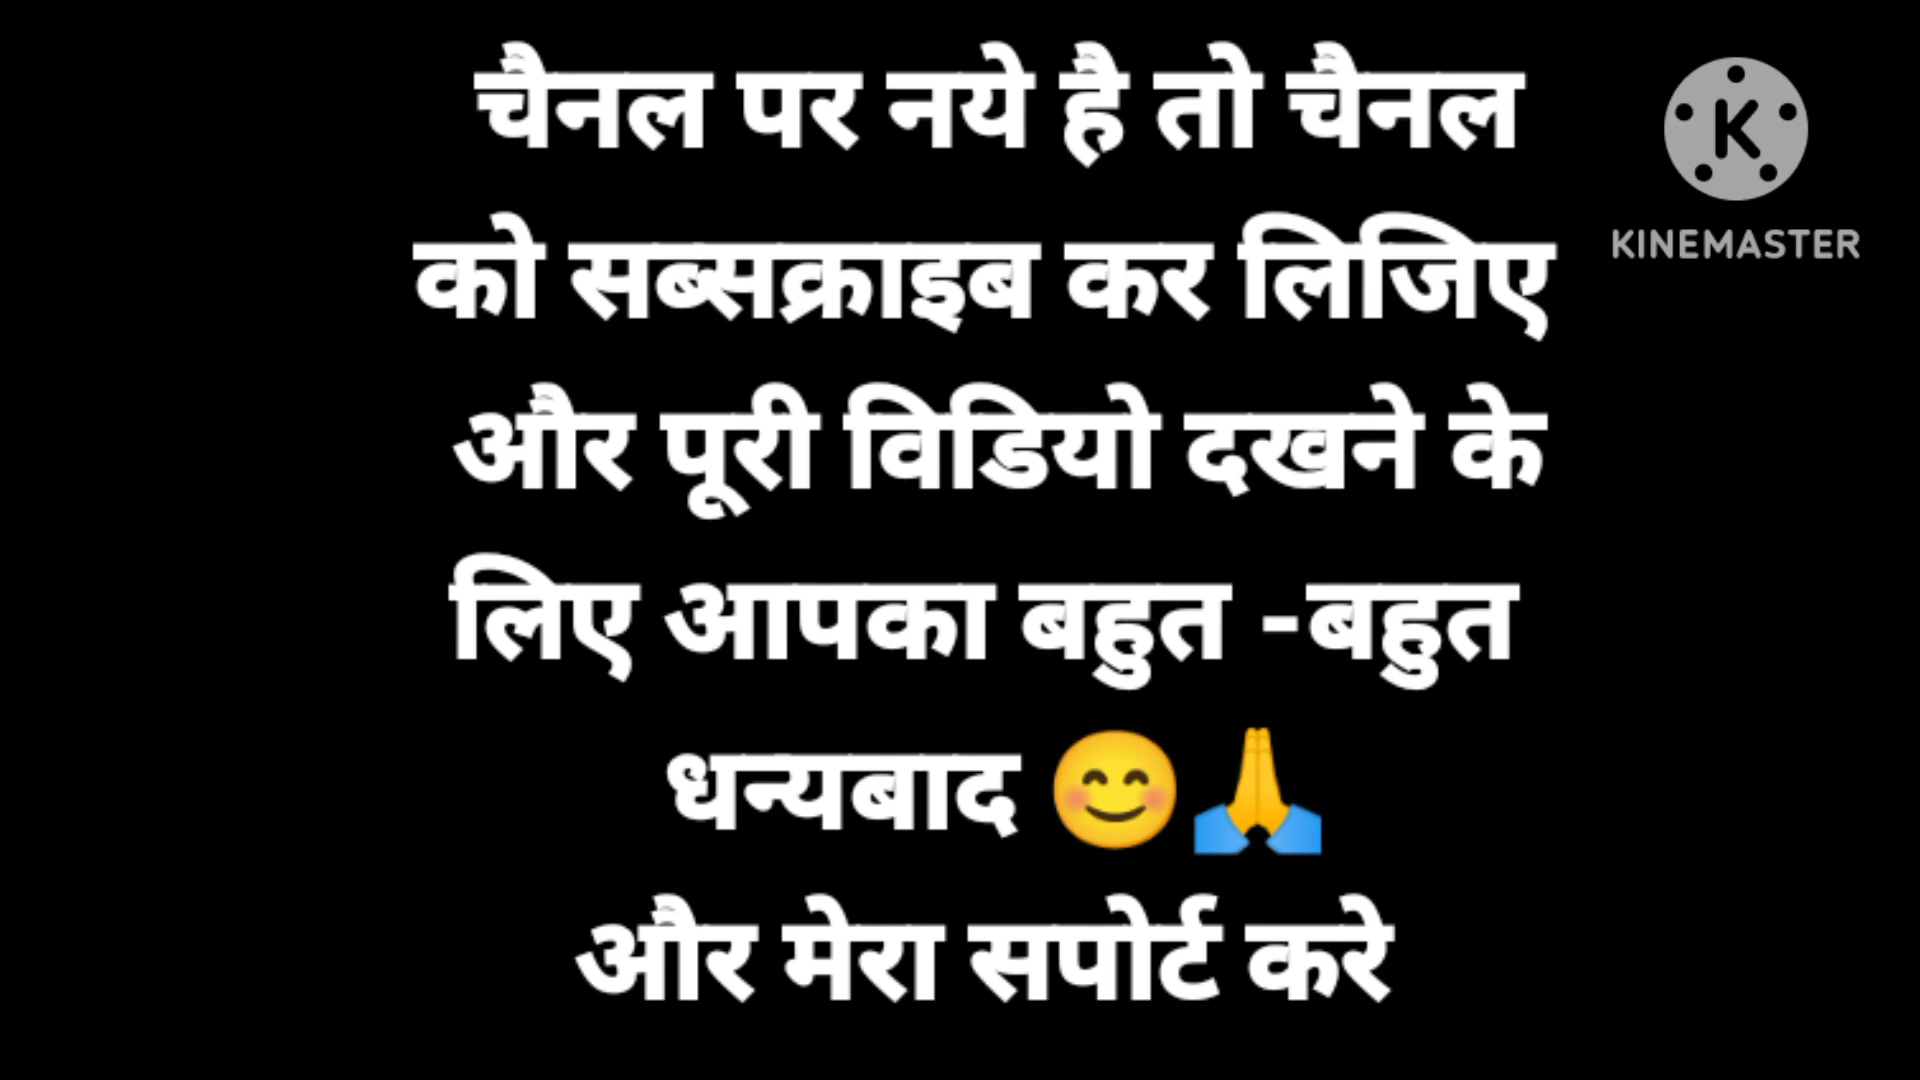 चैनल पर नये है तो चैनल
को सब्सक्राइब कर लिजिए
और पूरी विडियो दखने के
लिए आपका बहुत -बहुत
धन्यबाद 😊🙏
और मेरा सपोर्ट करे
K
KINEMASTER